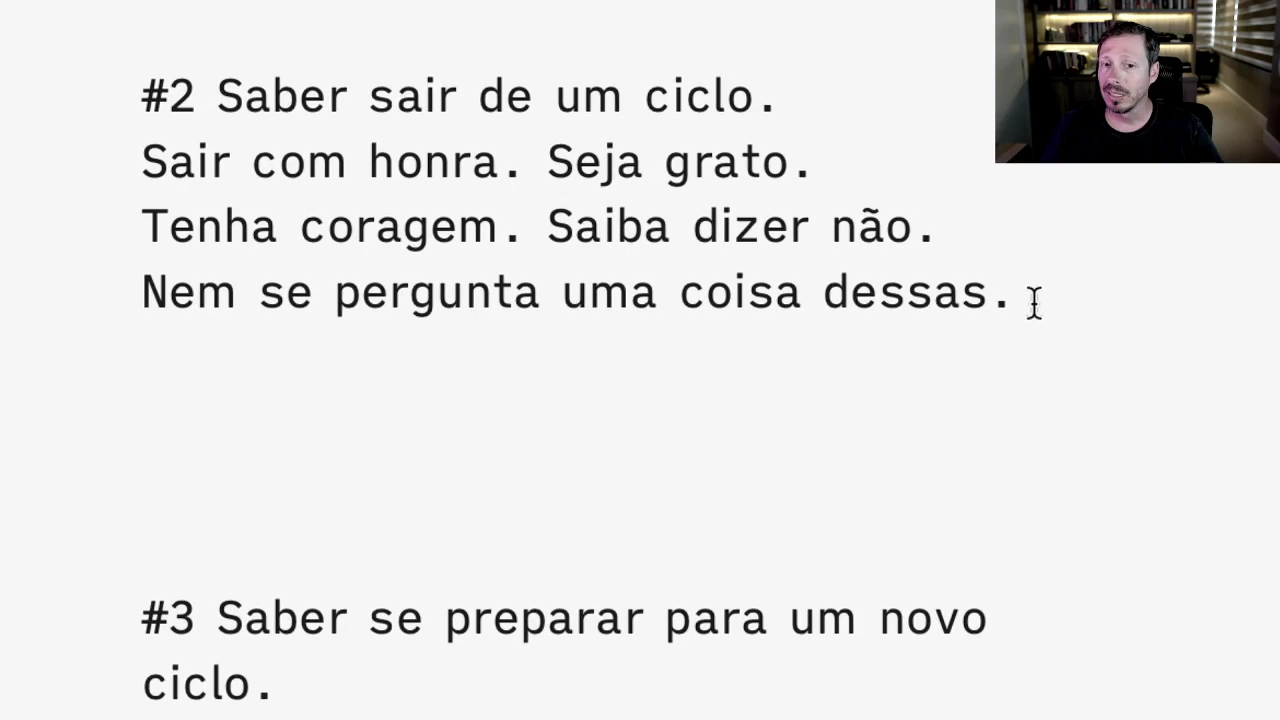 #2 Saber sair de um ciclo.
Sair com honra. Seja grato.
Tenha coragem. Saiba dizer não.
Nem se pergunta uma coisa dessas.
#3 Saber se preparar para um novo
ciclo.